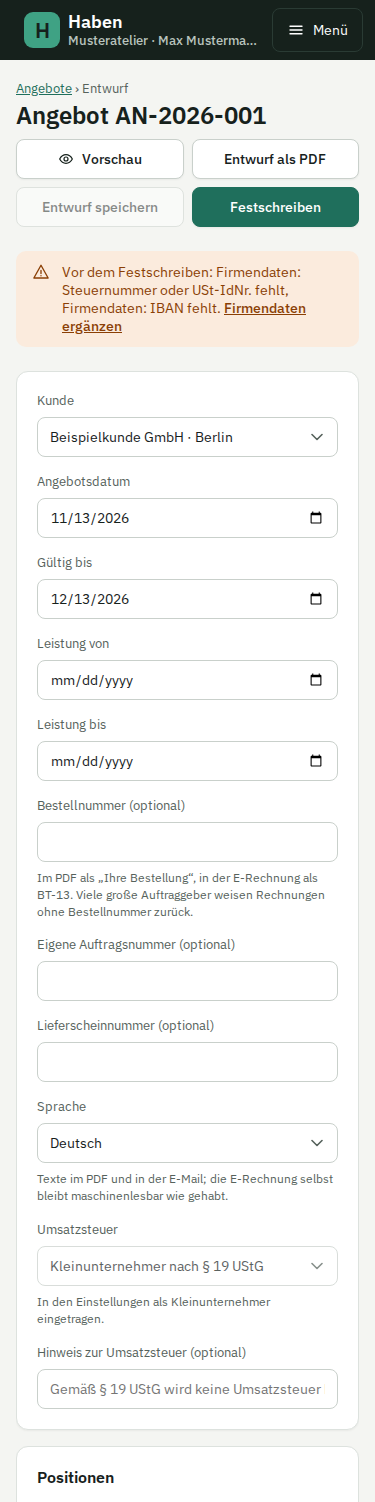 H
Haben
Musteratelier · Max Musterma…
Menü
Angebote › Entwurf
Angebot AN-2026-001
Vorschau
Entwurf als PDF
Entwurf speichern
Festschreiben
Vor dem Festschreiben: Firmendaten:
Steuernummer oder USt-IdNr. fehlt,
Firmendaten: IBAN fehlt. Firmendaten
ergänzen
Kunde
Beispielkunde GmbH · Berlin
Angebotsdatum
11/13/2026
Gültig bis
12/13/2026
Leistung von
mm/dd/yyyy
Leistung bis
mm/dd/yyyy
Bestellnummer (optional)
Im PDF als „Ihre Bestellung“, in der E-Rechnung als
BT-13. Viele große Auftraggeber weisen Rechnungen
ohne Bestellnummer zurück.
Eigene Auftragsnummer (optional)
Lieferscheinnummer (optional)
Sprache
Deutsch
Texte im PDF und in der E-Mail; die E-Rechnung selbst
bleibt maschinenlesbar wie gehabt.
Umsatzsteuer
Kleinunternehmer nach § 19 UStG
In den Einstellungen als Kleinunternehmer
eingetragen.
Hinweis zur Umsatzsteuer (optional)
Gemäß § 19 UStG wird keine Umsatzsteuer
Positionen